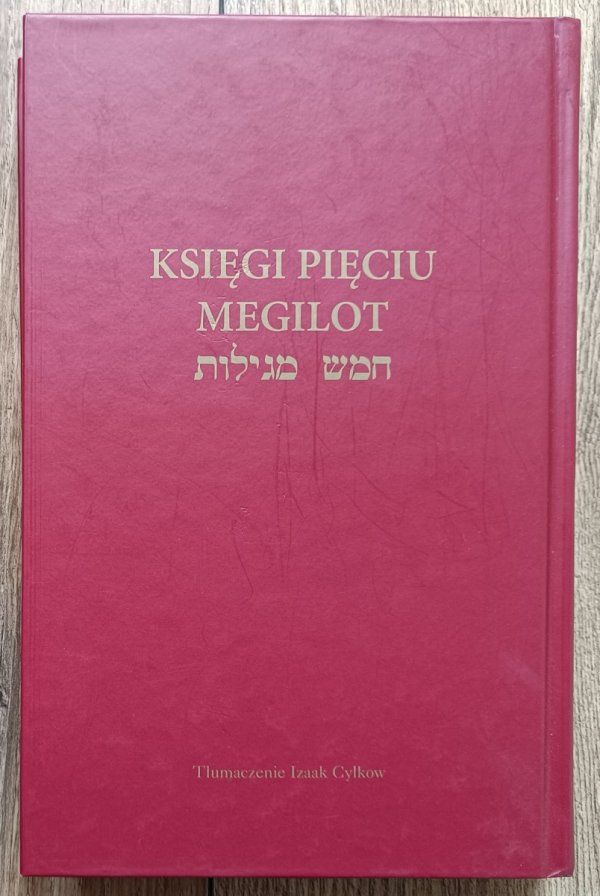 KSIĘGI PIĘCIU
MEGILOT
חמש מגילות
Tłumaczenie Izaak Cylkow